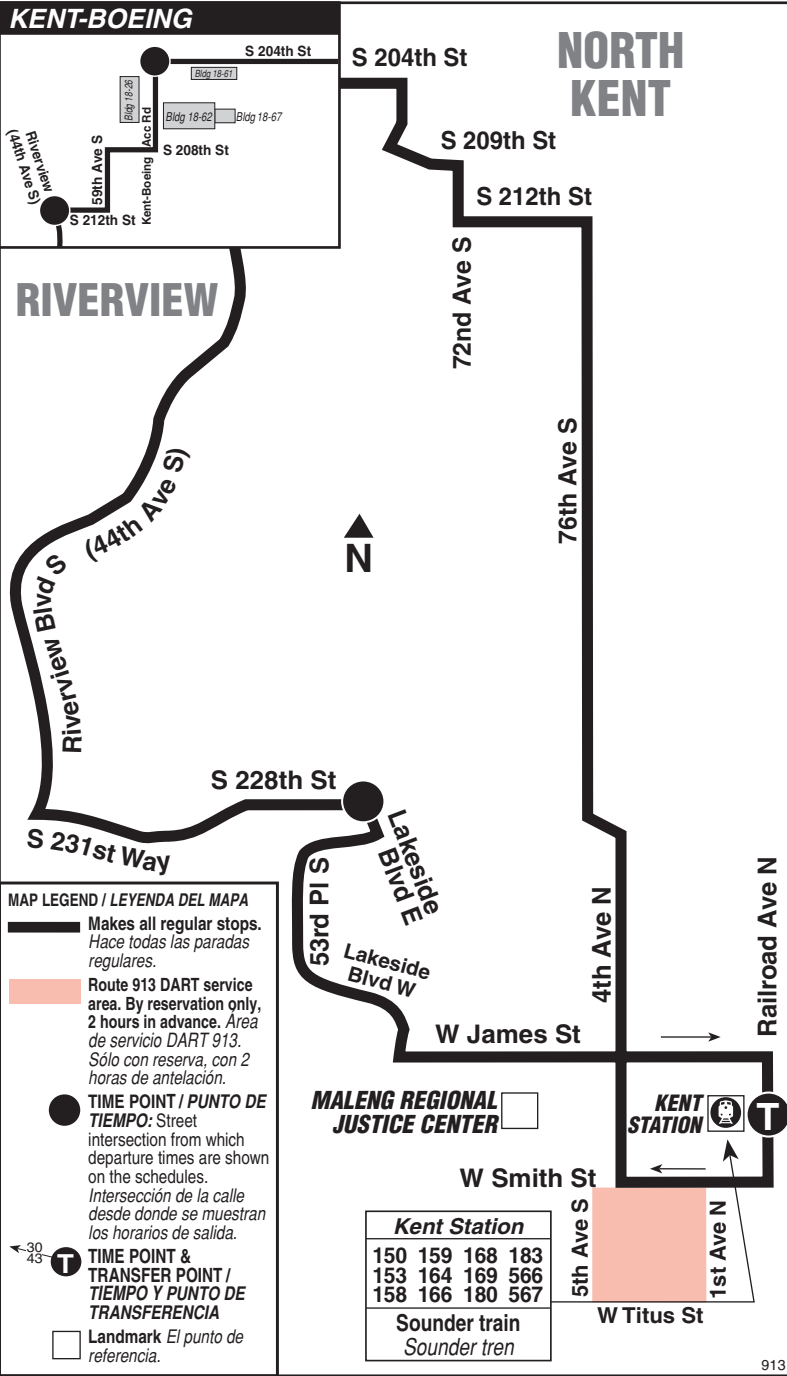 KENT-BOEING
S 204th St
Bldg 18-61
Bldg 18-26
Bldg 18-62
Bldg 18-67
Kent-Boeing Acc Rd
59th Ave S
S 208th St
Riverview
(44th Ave S)
S 212th St
NORTH
KENT
S 204th St
S 209th St
S 212th St
72nd Ave S
76th Ave S
RIVERVIEW
(44th Ave S)
Riverview Blvd S
N
S 228th St
S 231st Way
Lakeside
Blvd E
53rd Pl S
Lakeside
Blvd W
4th Ave N
Railroad Ave N
W James St
MALENG REGIONAL
JUSTICE CENTER
KENT
STATION
T
W Smith St
5th Ave S
1st Ave N
W Titus St
Kent Station
150 159 168 183
153 164 169 566
158 166 180 567
Sounder train
Sounder tren
MAP LEGEND / LEYENDA DEL MAPA
Makes all regular stops.
Hace todas las paradas
regulares.
Route 913 DART service
area. By reservation only,
2 hours in advance. Área
de servicio DART 913.
Sólo con reserva, con 2
horas de antelación.
TIME POINT / PUNTO DE
TIEMPO: Street
intersection from which
departure times are shown
on the schedules.
Intersección de la calle
desde donde se muestran
los horarios de salida.
30
43
T
TIME POINT &
TRANSFER POINT /
TIEMPO Y PUNTO DE
TRANSFERENCIA
Landmark El punto de
referencia.
913